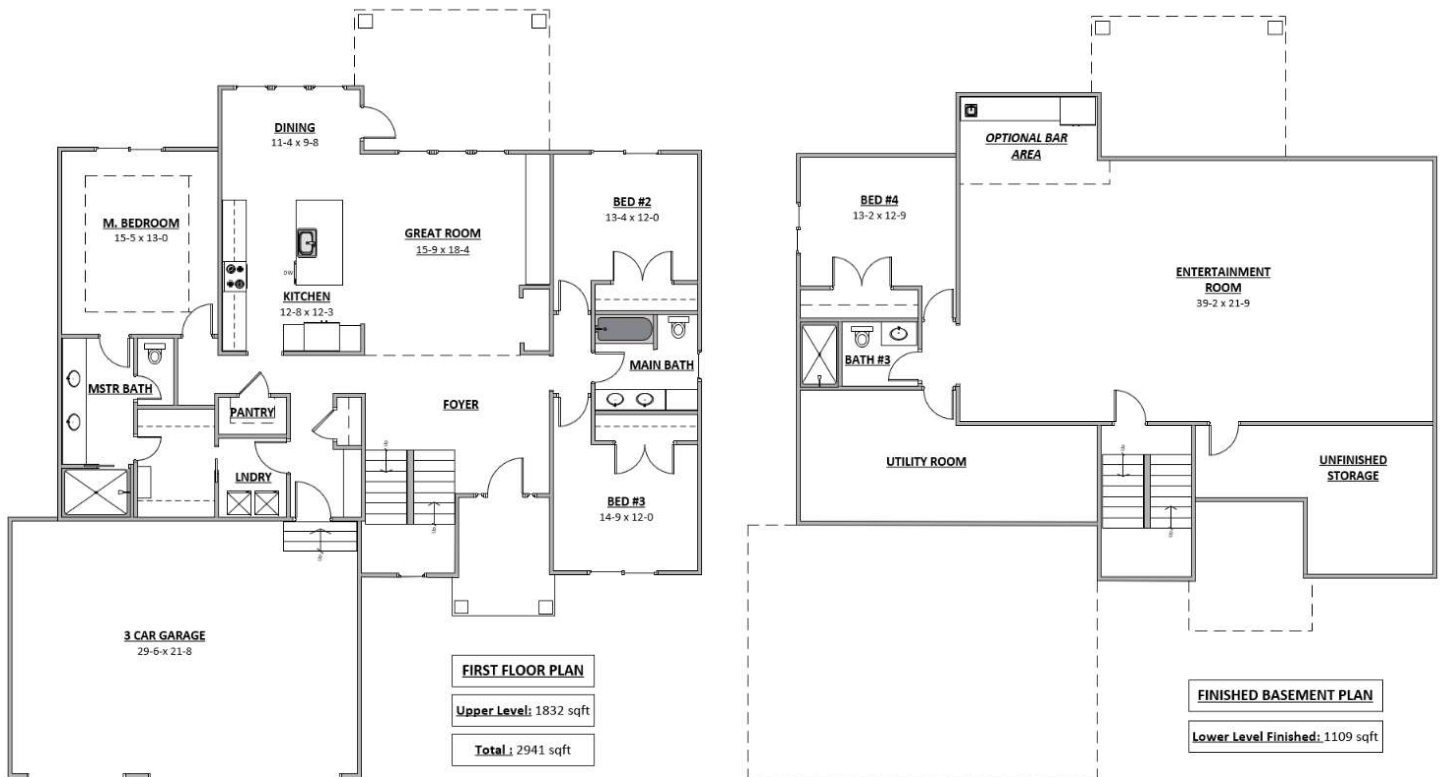 DINING
11-4 x 9-8
M. BEDROOM
15-5 x 13-0
BED #2
13-4 x 12-0
GREAT ROOM
15-9 x 18-4
DW
KITCHEN
12-8 x 12-3
MSTR BATH
MAIN BATH
PANTRY
FOYER
LNDRY
BED #3
14-9 x 12-0
3 CAR GARAGE
29-6-x 21-8
FIRST FLOOR PLAN
Upper Level: 1832 sqft
Total : 2941 sqft
OPTIONAL BAR
AREA
BED #4
13-2 x 12-9
ENTERTAINMENT
ROOM
39-2 x 21-9
BATH #3
UTILITY ROOM
UNFINISHED
STORAGE
FINISHED BASEMENT PLAN
Lower Level Finished: 1109 sqft